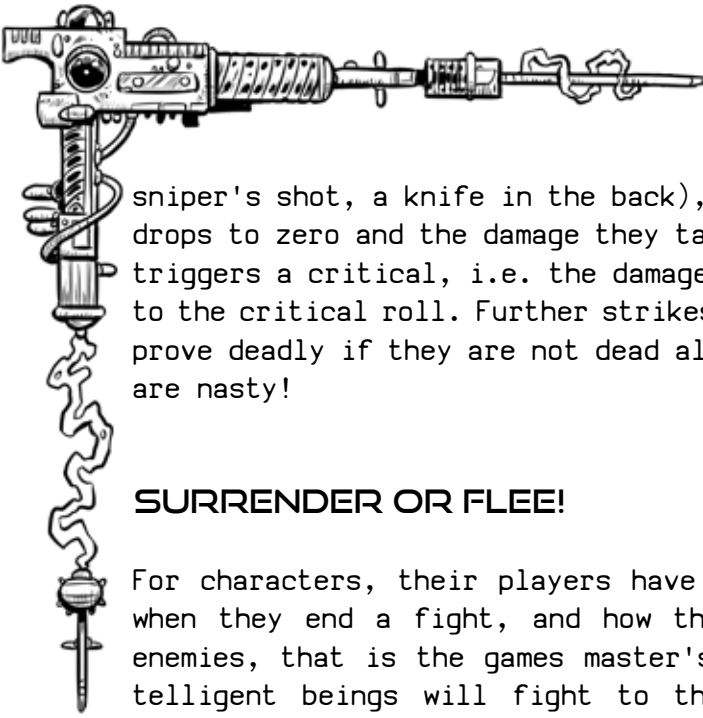 sniper's shot, a knife in the back),
drops to zero and the damage they ta
triggers a critical, i.e. the damage
to the critical roll. Further strikes
prove deadly if they are not dead al
are nasty!
SURRENDER OR FLEE!
For characters, their players have
when they end a fight, and how th
enemies, that is the games master's
telligent beings will fight to th